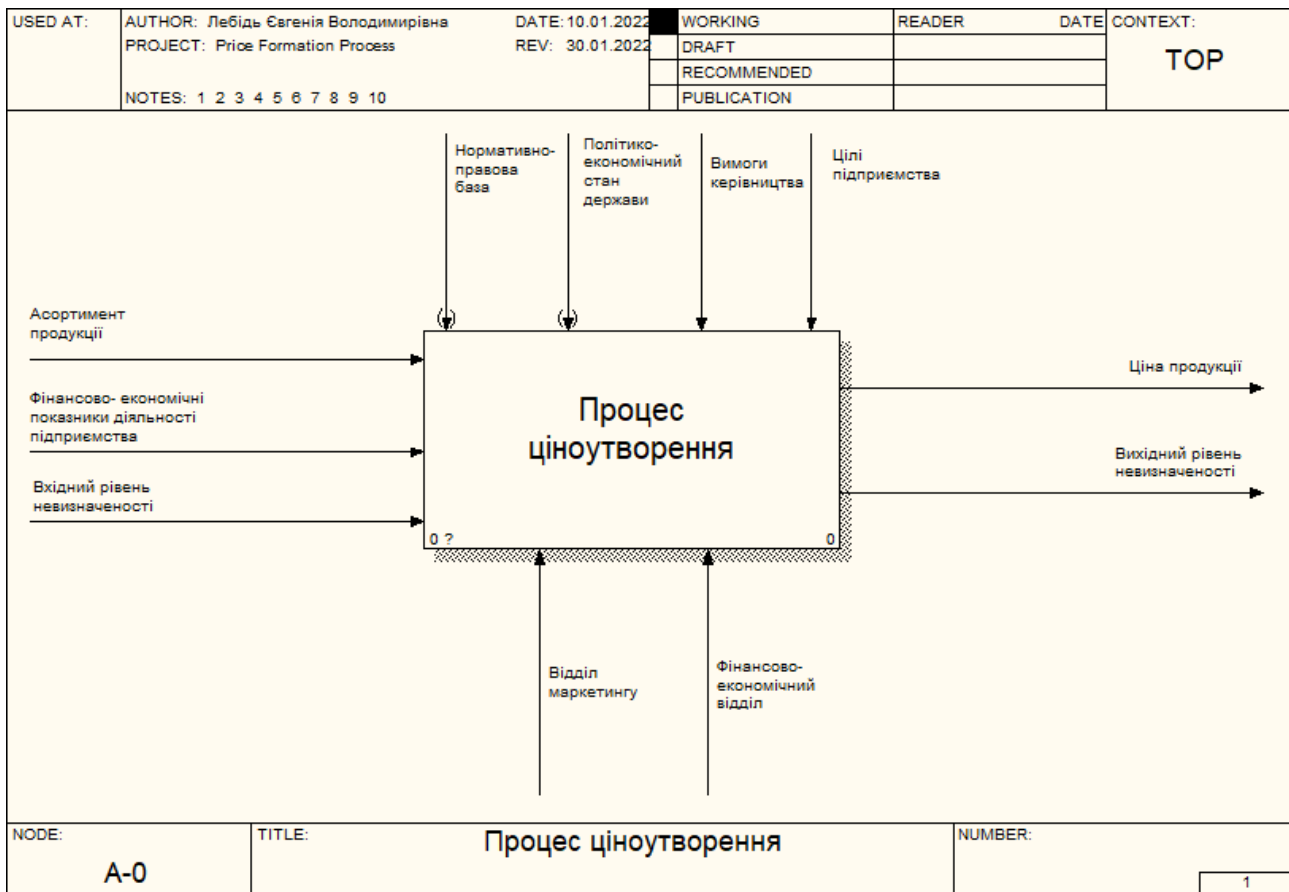 USED AT:
AUTHOR: Лебідь Євгенія Володимирівна
DATE: 10.01.2022
PROJECT: Price Formation Process
REV: 30.01.2022
NOTES: 1 2 3 4 5 6 7 8 9 10
WORKING
DRAFT
RECOMMENDED
PUBLICATION
READER
DATE
CONTEXT:
TOP
Нормативно-
правова
база
Політико-
економічний
стан
держави
Вимоги
керівництва
Цілі
підприємства
Асортимент
продукції
Фінансово- економічні
показники діяльності
підприємства
Вхідний рівень
невизначеності
Процес
ціноутворення
0 ?
0
Ціна продукції
Вихідний рівень
невизначеності
Відділ
маркетингу
Фінансово-
економічний
відділ
NODE:
A-0
TITLE:
Процес ціноутворення
NUMBER:
1